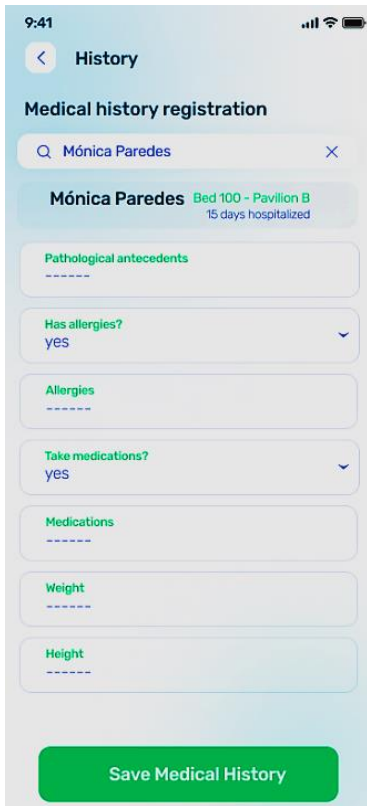 9:41
History
Medical history registration
Mónica Paredes
Mónica Paredes Bed 100 - Pavilion B
15 days hospitalized
Pathological antecedents
------
Has allergies?
yes
Allergies
------
Take medications?
yes
Medications
------
Weight
------
Height
------
Save Medical History